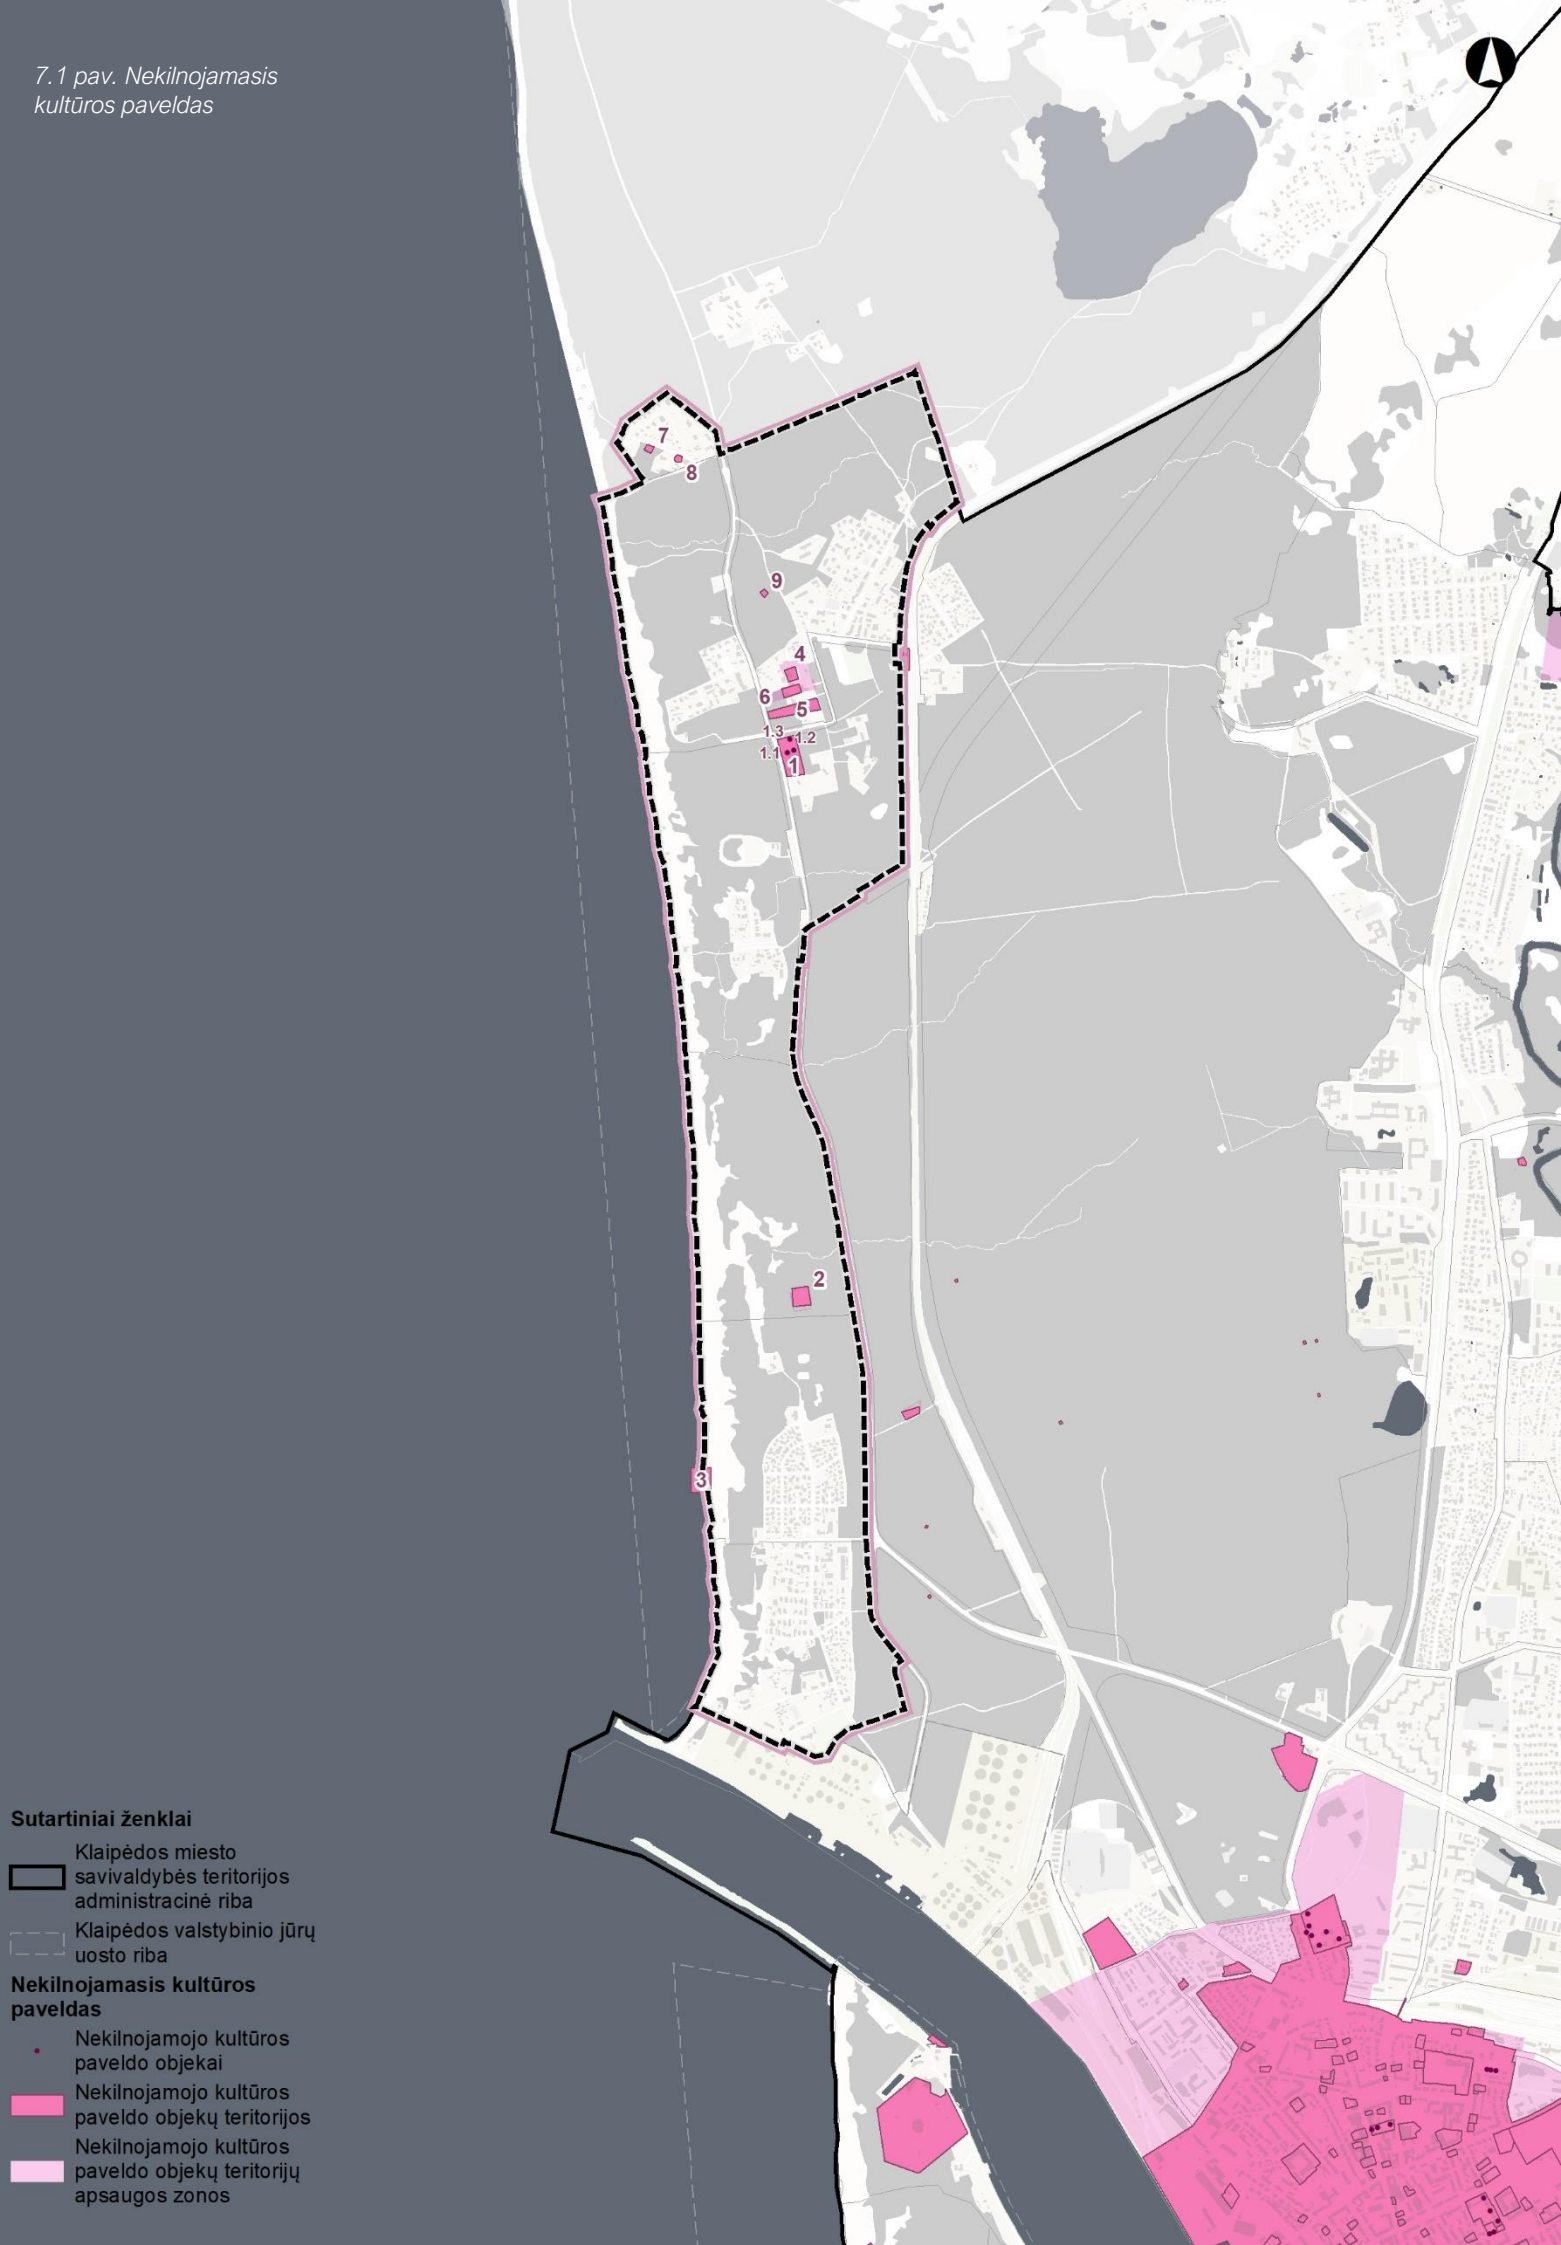 7.1 pav. Nekilnojamasis
kultūros paveldas
7
8
9
4
6
5
1.3
1.2
1.1
1
2
3
Sutartiniai ženklai
Klaipėdos miesto
savivaldybės teritorijos
administracinė riba
Klaipėdos valstybinio jūrų
uosto riba
Nekilnojamasis kultūros
paveldas
Nekilnojamojo kultūros
paveldo objekai
Nekilnojamojo kultūros
paveldo objekų teritorijos
Nekilnojamojo kultūros
paveldo objekų teritorijų
apsaugos zonos